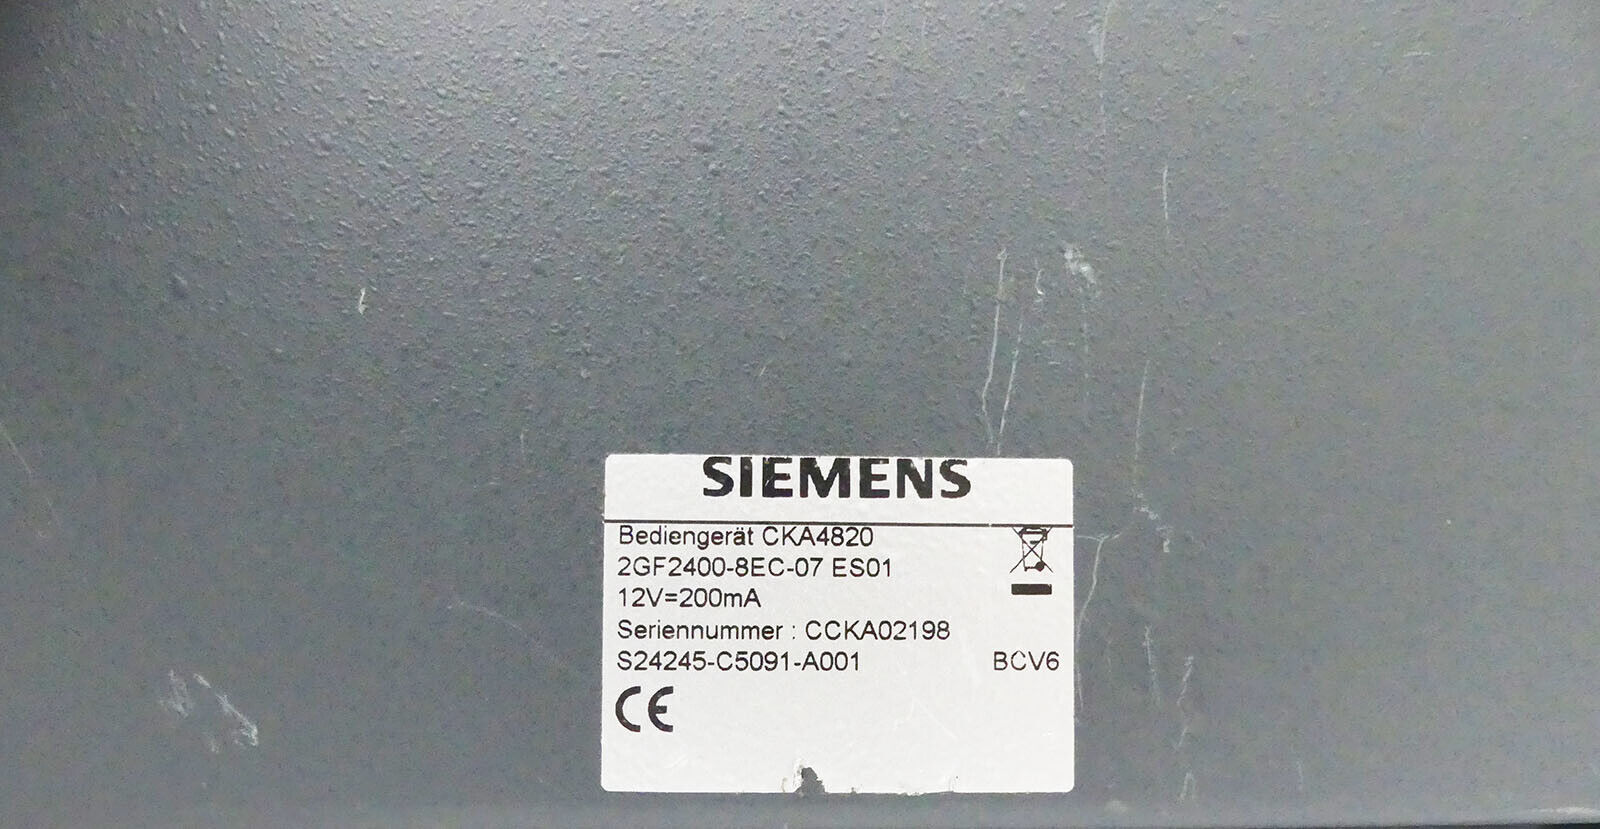 SIEMENS
Bediengerät CKA4820
2GF2400-8EC-07 ES01
12V=200mA
Seriennummer : CCKA02198
S24245-C5091-A001 BCV6
CE